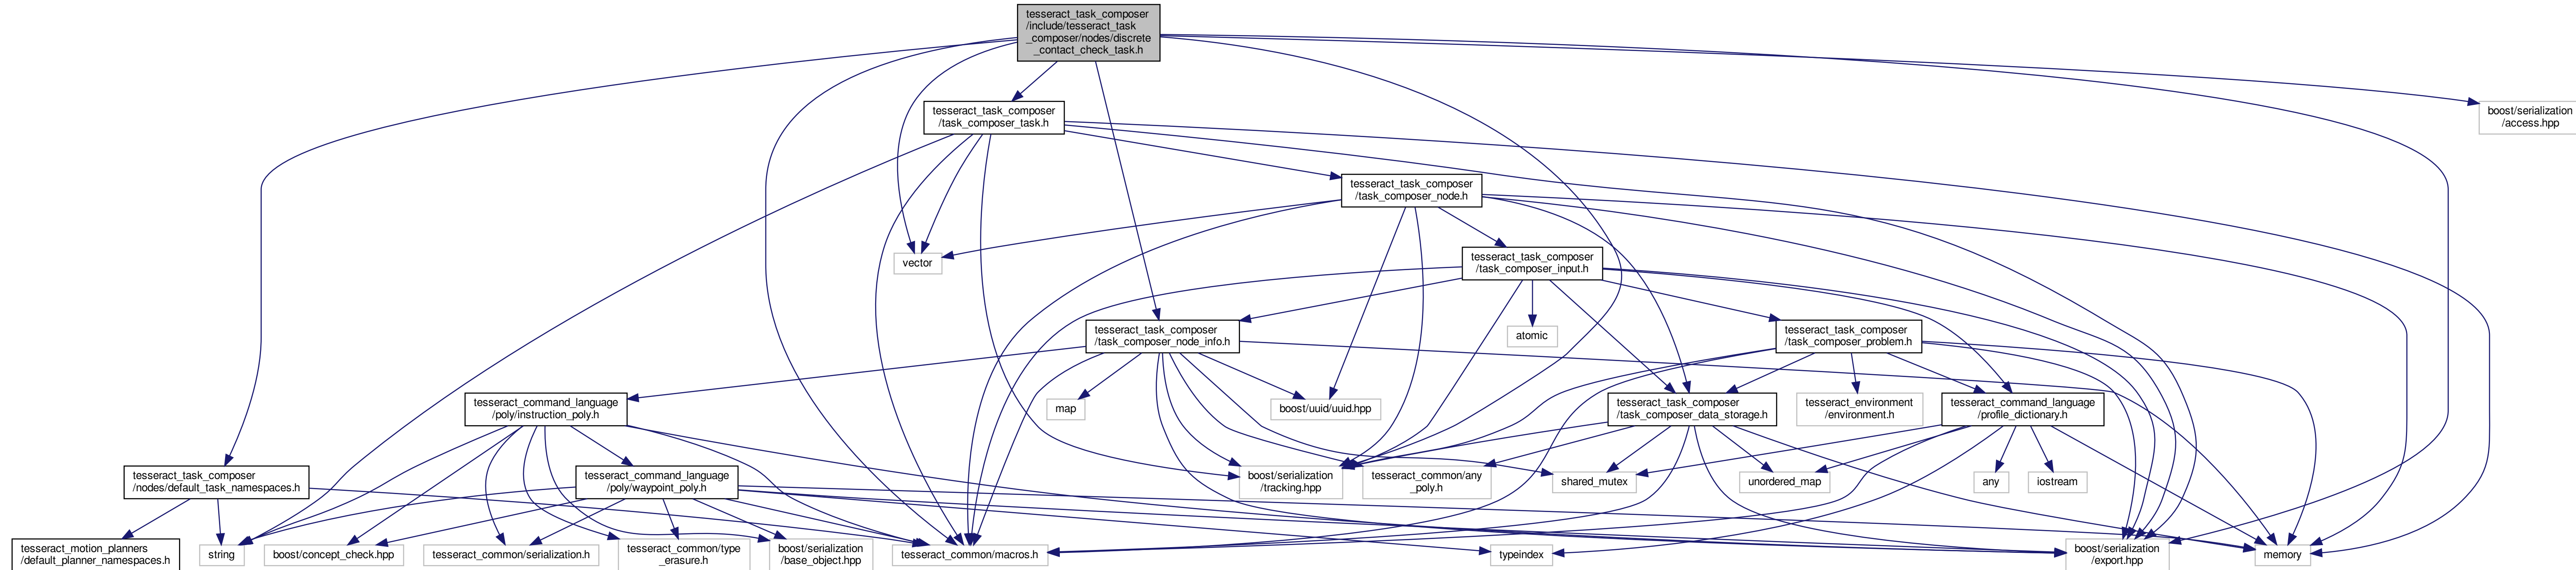 tesseract_task_composer
/include/tesseract_task
_composer/nodes/discrete
_contact_check_task.h
tesseract_task_composer
/task_composer_task.h
boost/serialization
/access.hpp
tesseract_task_composer
/task_composer_node.h
vector
tesseract_task_composer
/task_composer_input.h
tesseract_task_composer
/task_composer_node_info.h
atomic
tesseract_task_composer
/task_composer_problem.h
tesseract_command_language
/poly/instruction_poly.h
map
boost/uuid/uuid.hpp
tesseract_task_composer
/task_composer_data_storage.h
tesseract_environment
/environment.h
tesseract_command_language
/profile_dictionary.h
tesseract_task_composer
/nodes/default_task_namespaces.h
tesseract_command_language
/poly/waypoint_poly.h
boost/serialization
/tracking.hpp
tesseract_common/any
_poly.h
shared_mutex
unordered_map
any
iostream
tesseract_motion_planners
/default_planner_namespaces.h
string
boost/concept_check.hpp
tesseract_common/serialization.h
tesseract_common/type
_erasure.h
boost/serialization
/base_object.hpp
tesseract_common/macros.h
typeindex
boost/serialization
/export.hpp
memory